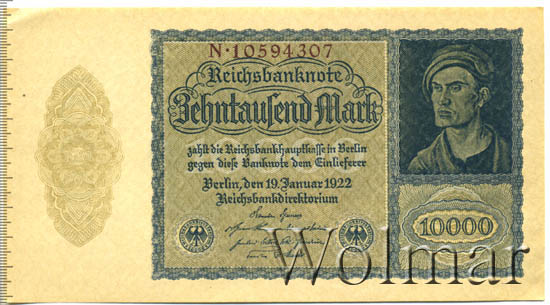 N·10594307
Reichsbanknote
Zehntausend Mark
zahlt die Reichsbankhauptkasse in Berlin
gegen diese Banknote dem Einlieferer
Berlin, den 19. Januar 1922
Reichsbankdirektorium
10000
Wolmar